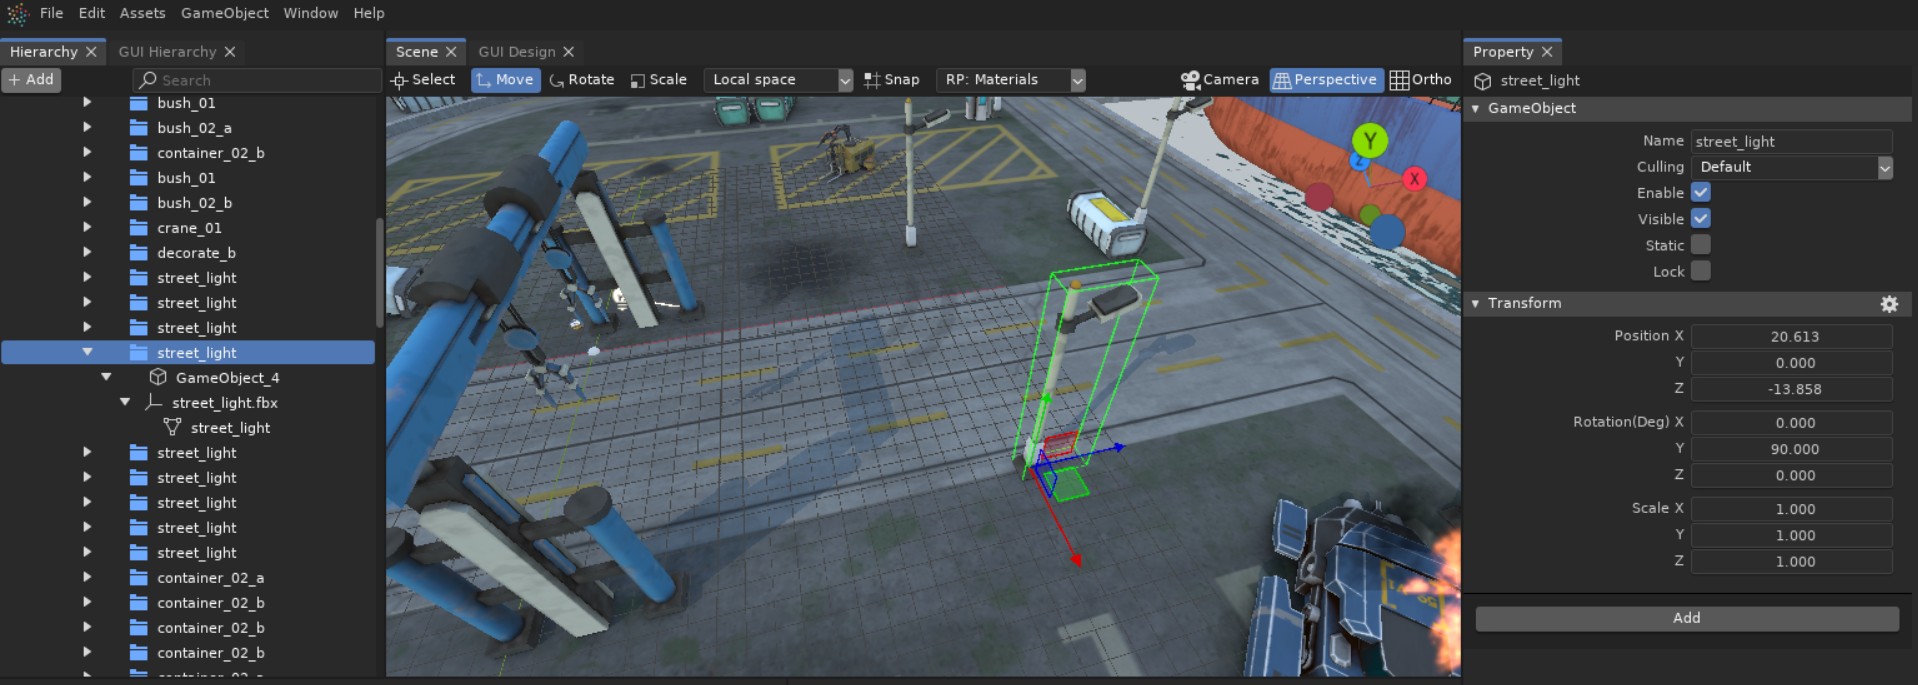 File Edit Assets GameObject Window Help
Hierarchy GUI Hierarchy
+ Add Search
bush_01
bush_02_a
container_02_b
bush_01
bush_02_b
crane_01
decorate_b
street_light
street_light
street_light
street_light
GameObject_4
street_light.fbx
street_light
street_light
street_light
street_light
street_light
street_light
container_02_a
container_02_b
container_02_b
container_02_b
Scene GUI Design
Select Move Rotate Scale Local space Snap RP: Materials Camera Perspective Ortho
Y
Z
X
Property
street_light
GameObject
Name street_light
Culling Default
Enable
Visible
Static
Lock
Transform
Position X 20.613
Y 0.000
Z -13.858
Rotation(Deg) X 0.000
Y 90.000
Z 0.000
Scale X 1.000
Y 1.000
Z 1.000
Add